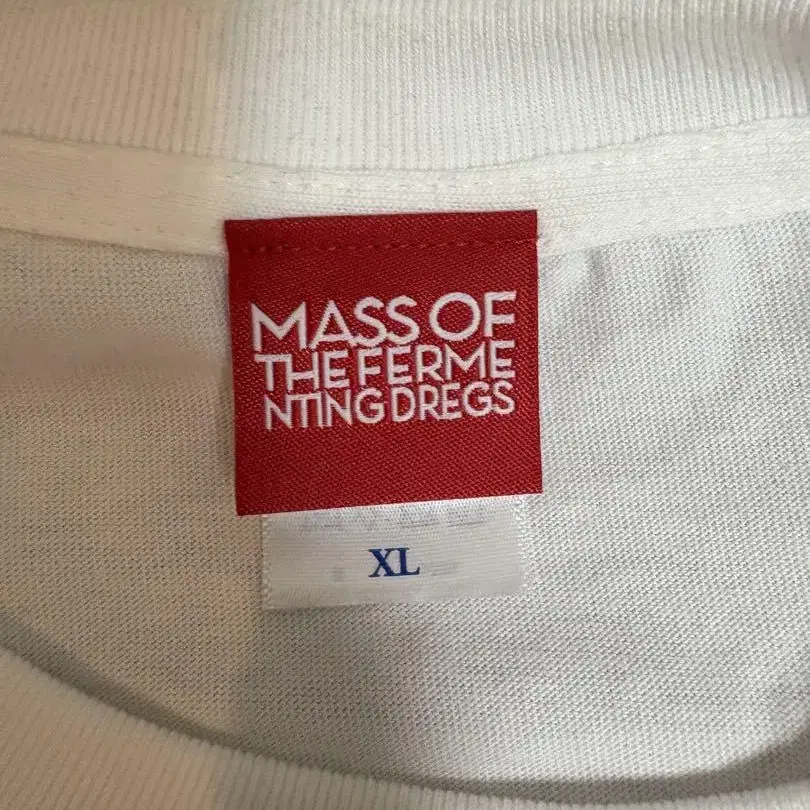 MASS OF
THE FERME
NTING DREGS
XL